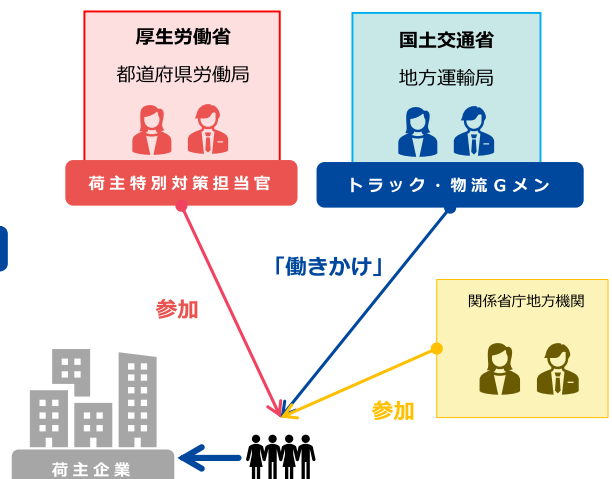 厚生労働省
都道府県労働局
荷主特別対策担当官
国土交通省
地方運輸局
トラック・物流Gメン
「働きかけ」
参加
関係省庁地方機関
参加
荷主企業